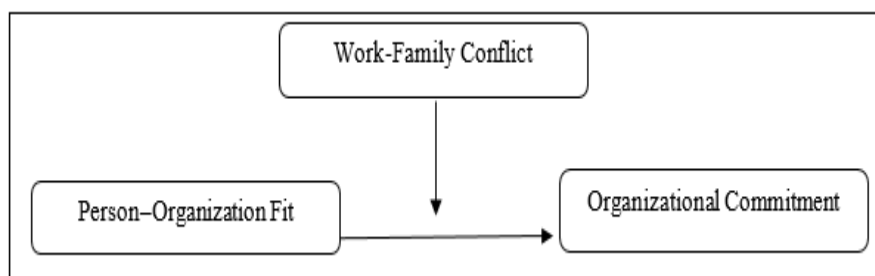 Work-Family Conflict
Person–Organization Fit
Organizational Commitment